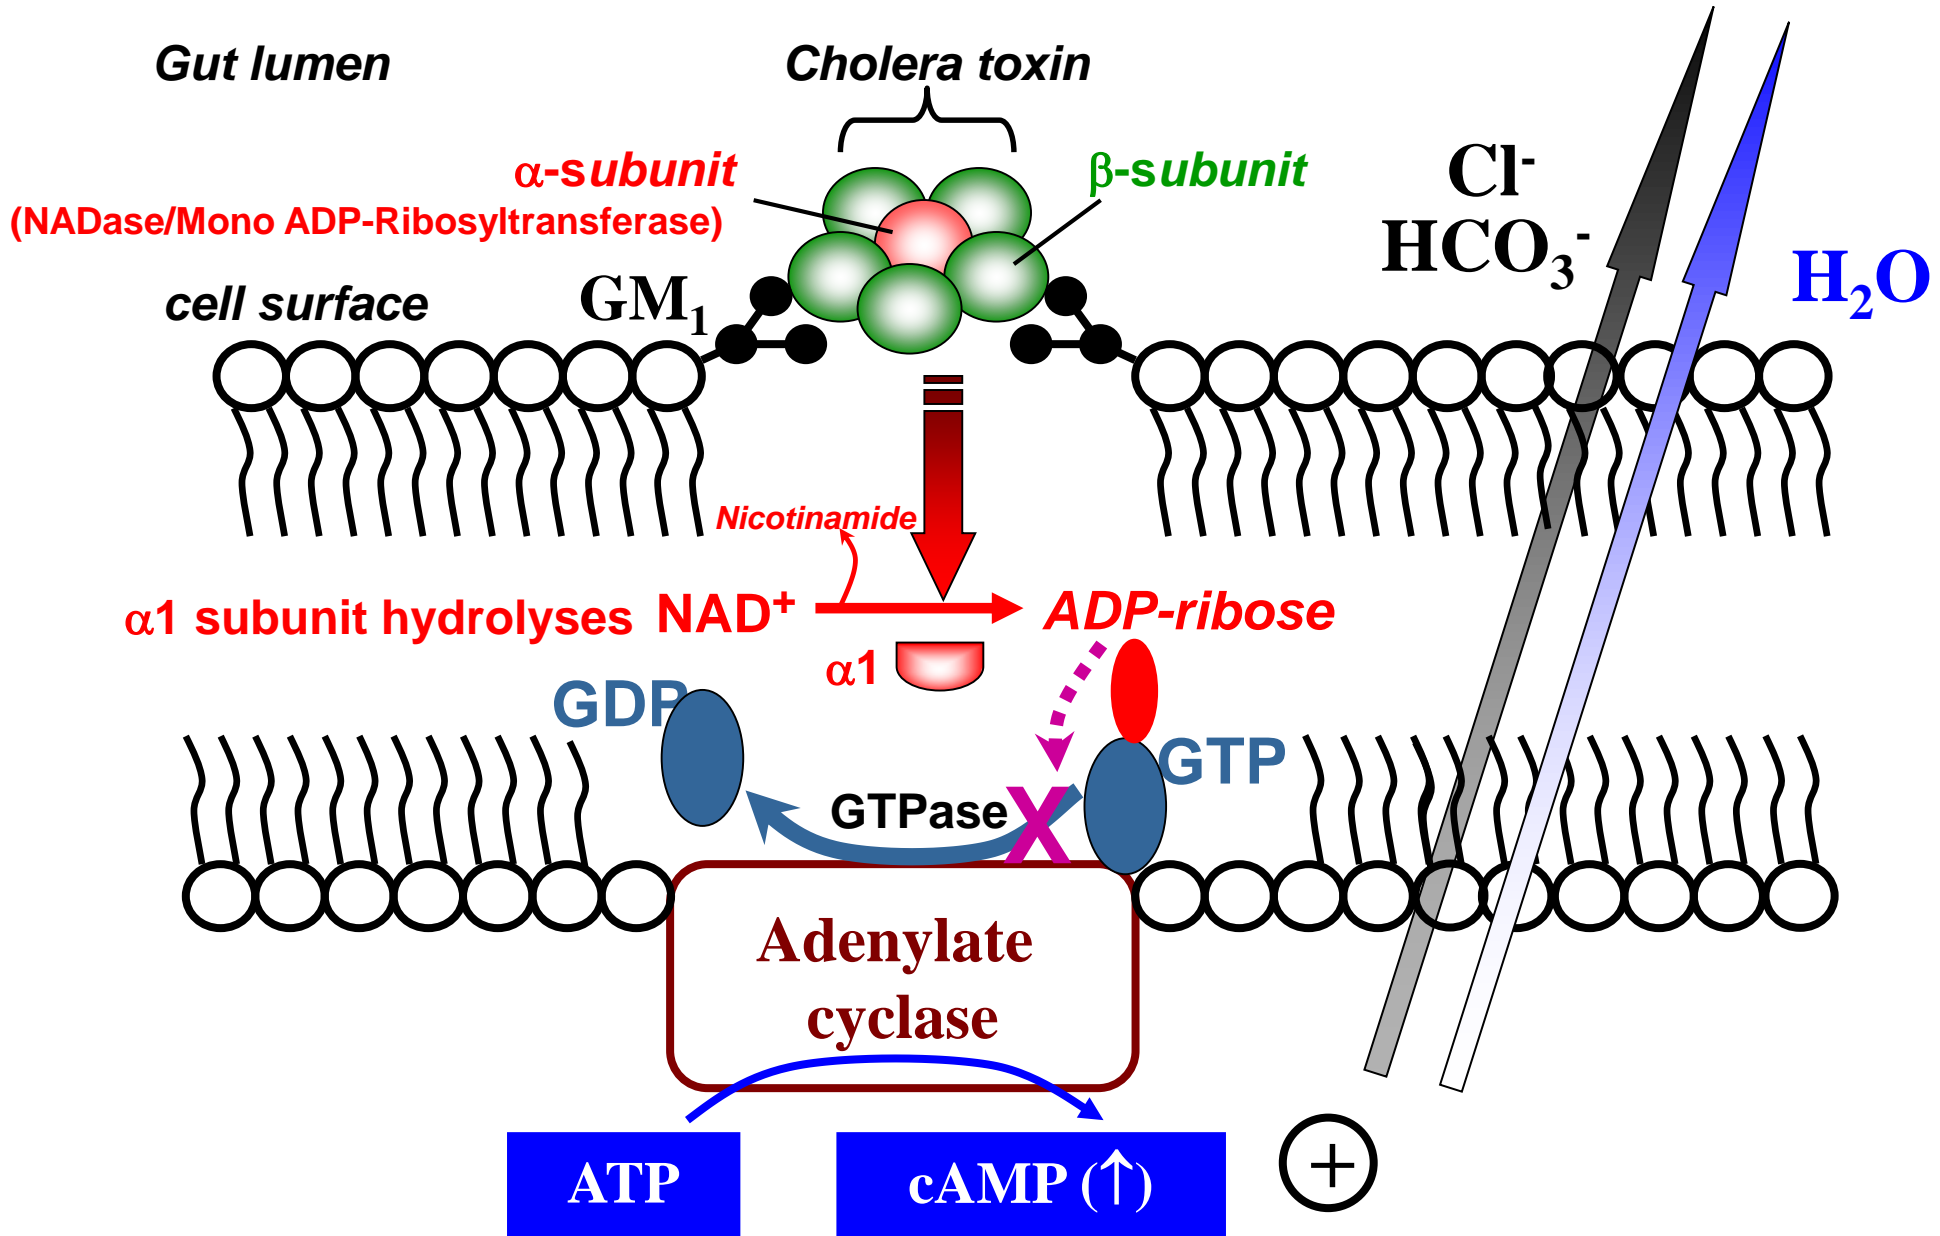 Gut lumen
Cholera toxin
α-subunit
(NADase/Mono ADP-Ribosyltransferase)
β-subunit
Cl⁻
HCO₃⁻
H₂O
cell surface
GM₁
Nicotinamide
α1 subunit hydrolyses NAD⁺
ADP-ribose
α1
GDP
GTP
GTPase
X
Adenylate
cyclase
ATP
cAMP (↑)
+